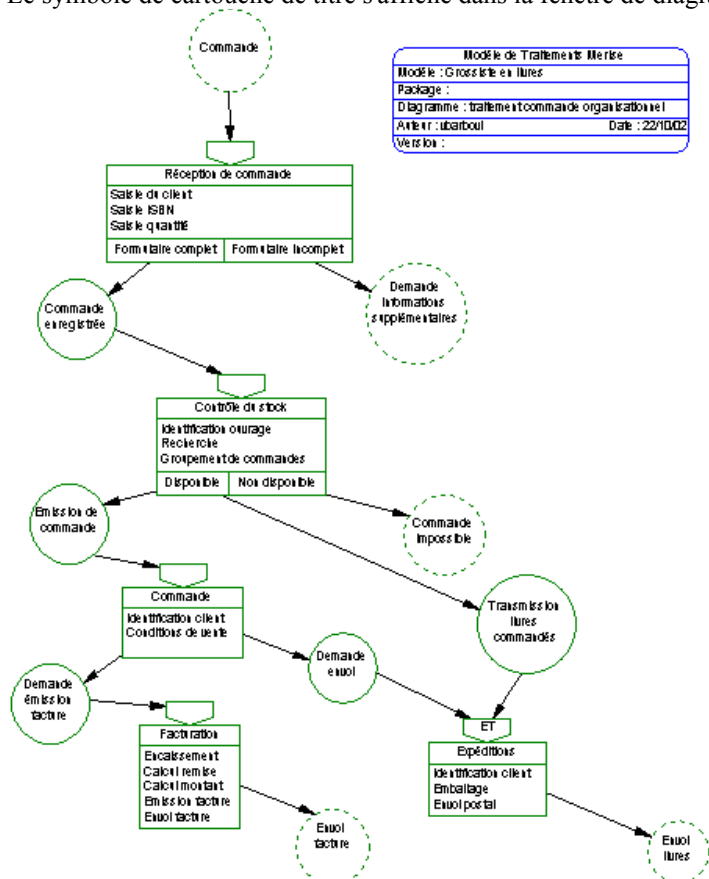 Le symbole de cartouche de titre s'affiche dans la fenêtre de
Commande
Modèle de Traitements Merise
Modèle : Grossiste en livres
Package :
Diagramme : traitement commande organisationnel
Auteur : ubarboul Date : 22/10/02
Version :
Réception de commande
Saisie du client
Saisie ISBN
Saisie quantité
Formulaire complet Formulaire incomplet
Commande
enregistrée
Demande
informations
supplémentaires
Contrôle du stock
Identification ouvrage
Recherche
Groupement de commandes
Disponible Non disponible
Emission de
commande
Commande
impossible
Commande
Identification client
Conditions de vente
Transmission
livres
commandés
Demande
envoi
Demande
émission
facture
Facturation
Encaissement
Calcul remise
Calcul montant
Emission facture
Envoi facture
ET
Expéditions
Identification client
Emballage
Envoi postal
Envoi
facture
Envoi
livres